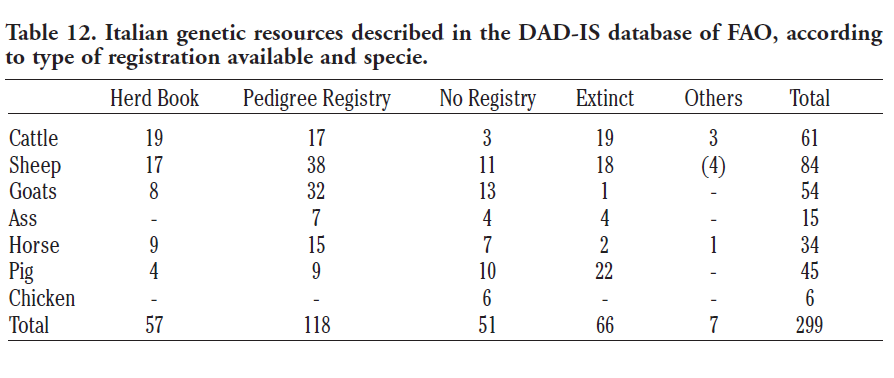 Table 12. Italian genetic resources described in the DAD-IS database of FAO, according
to type of registration available and specie.
Herd Book Pedigree Registry No Registry Extinct Others Total
Cattle 19 17 3 19 3 61
Sheep 17 38 11 18 (4) 84
Goats 8 32 13 1 - 54
Ass - 7 4 4 - 15
Horse 9 15 7 2 1 34
Pig 4 9 10 22 - 45
Chicken - - 6 - - 6
Total 57 118 51 66 7 299